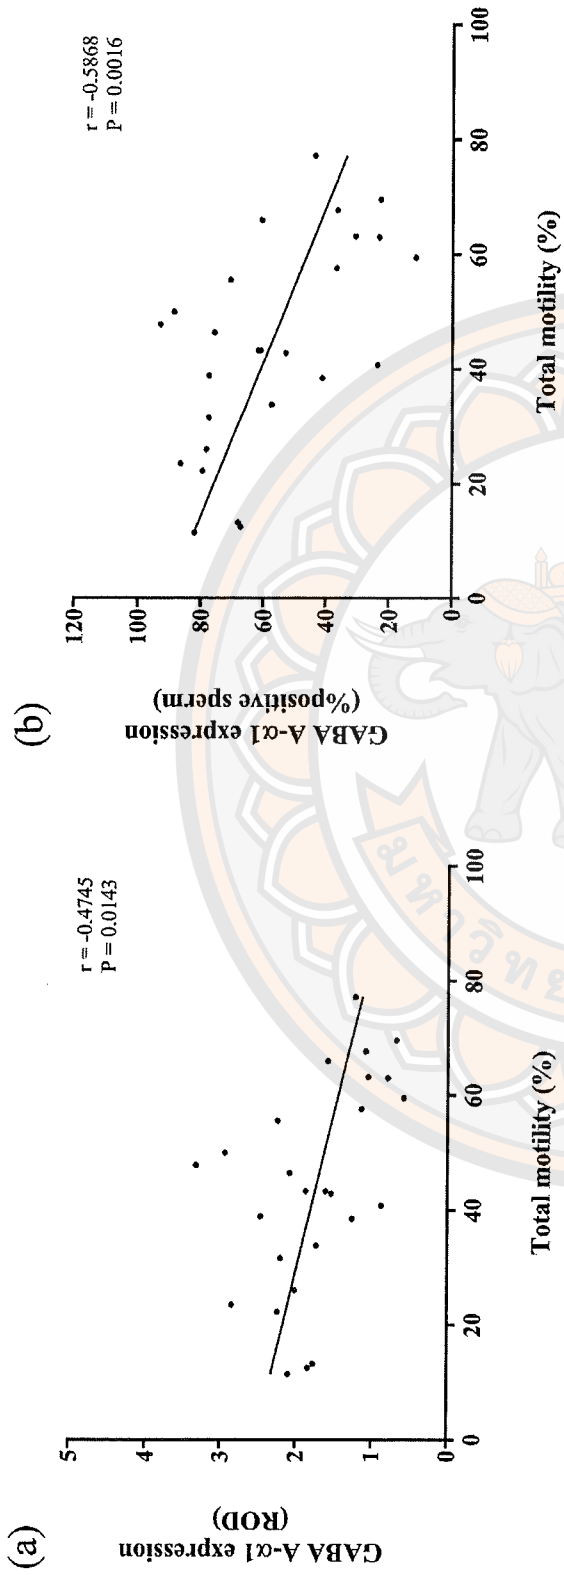 (a)
GABA A-α1 expression
(ROD)
5
4
3
2
1
0
0
20
40
60
80
100
Total motility (%)
r = -0.4745
P = 0.0143
(b)
GABA A-α1 expression
(%positive sperm)
120
100
80
60
40
20
0
0
20
40
60
80
100
Total motility (%)
r = -0.5868
P = 0.0016